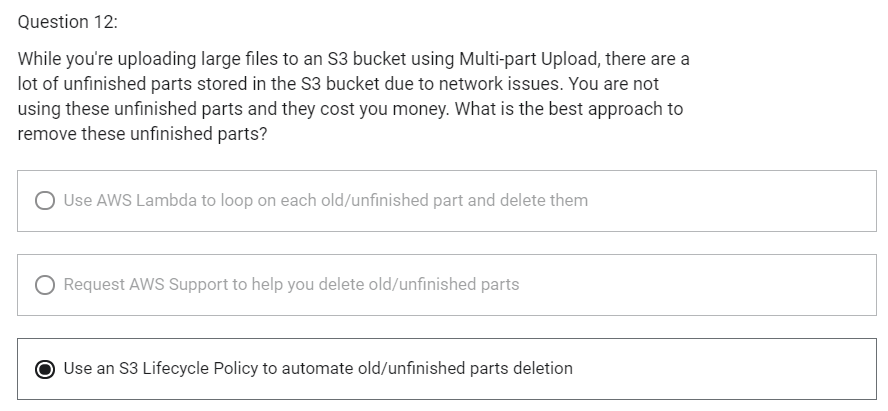 Question 12:
While you're uploading large files to an S3 bucket using Multi-part Upload, there are a
lot of unfinished parts stored in the S3 bucket due to network issues. You are not
using these unfinished parts and they cost you money. What is the best approach to
remove these unfinished parts?
Use AWS Lambda to loop on each old/unfinished part and delete them
Request AWS Support to help you delete old/unfinished parts
Use an S3 Lifecycle Policy to automate old/unfinished parts deletion